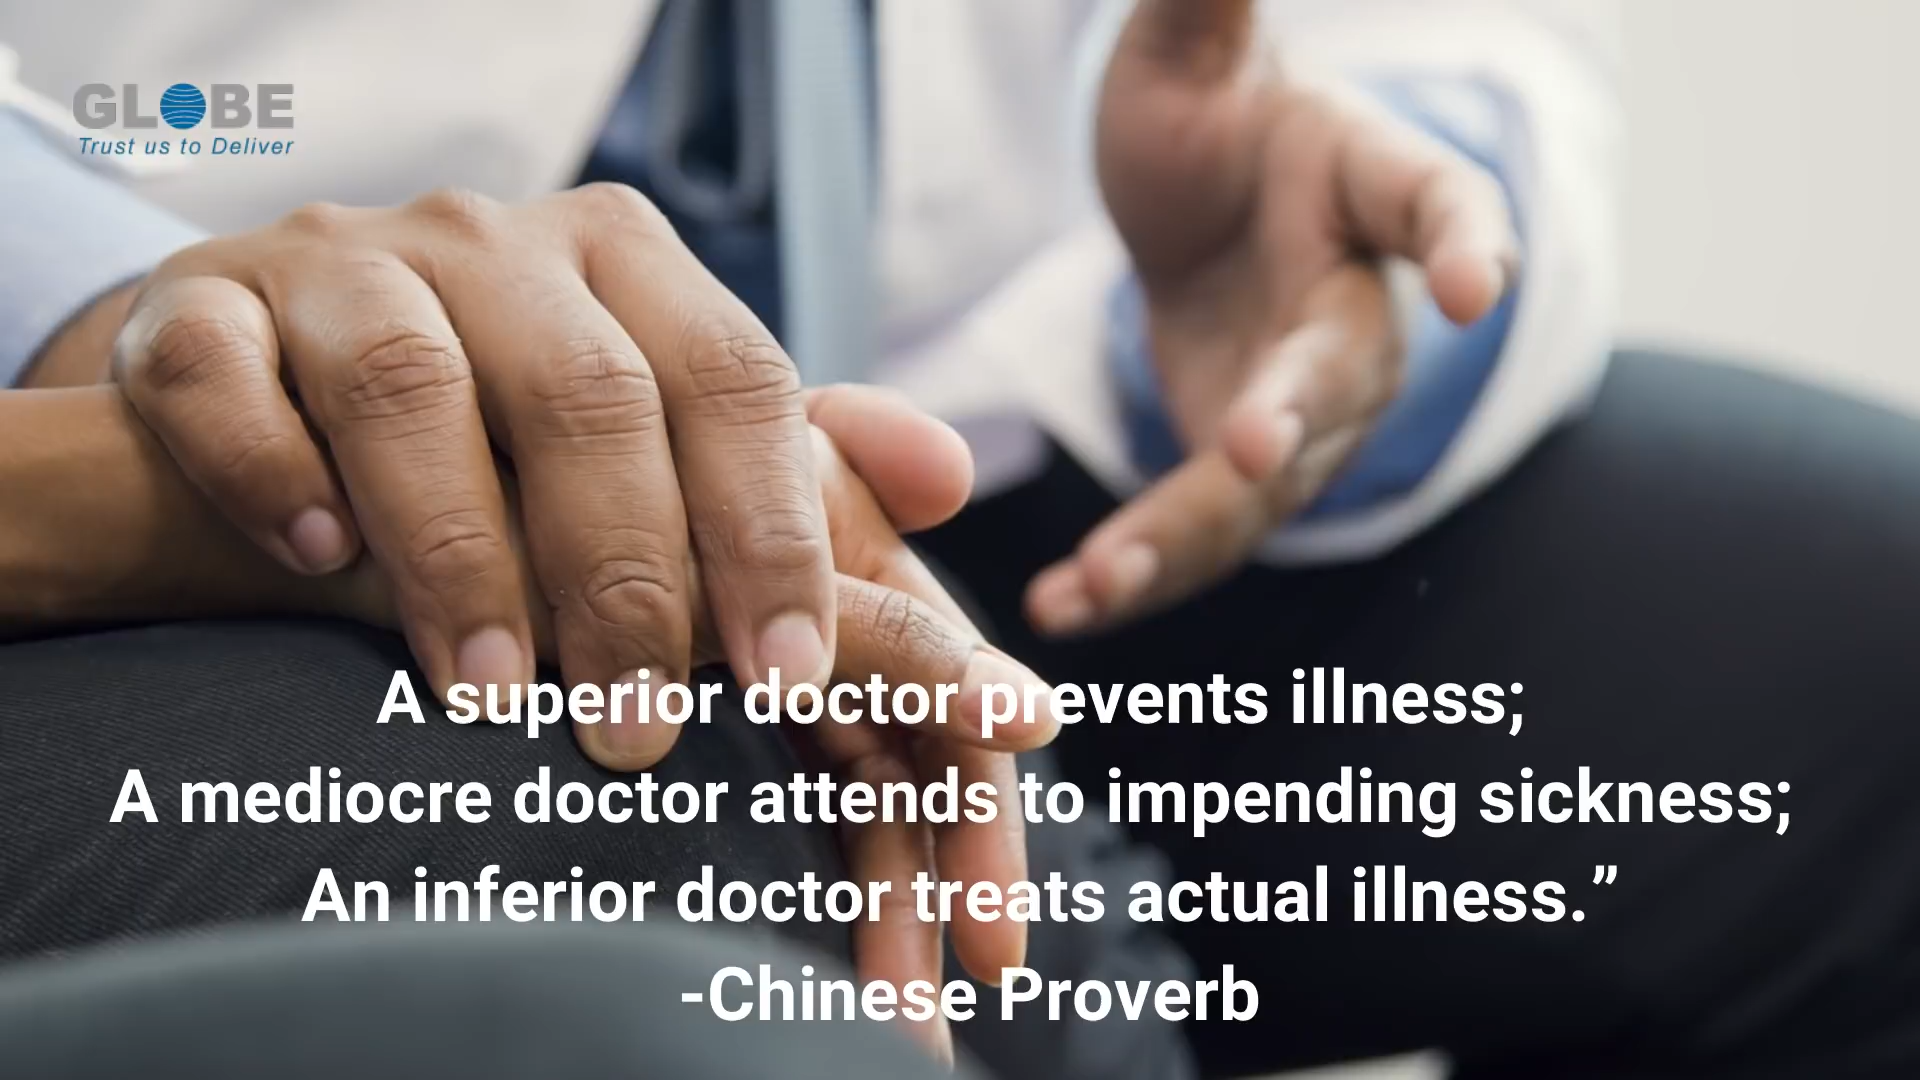 GLOBE
Trust us to Deliver
A superior doctor prevents illness;
A mediocre doctor attends to impending sickness;
An inferior doctor treats actual illness.”
-Chinese Proverb